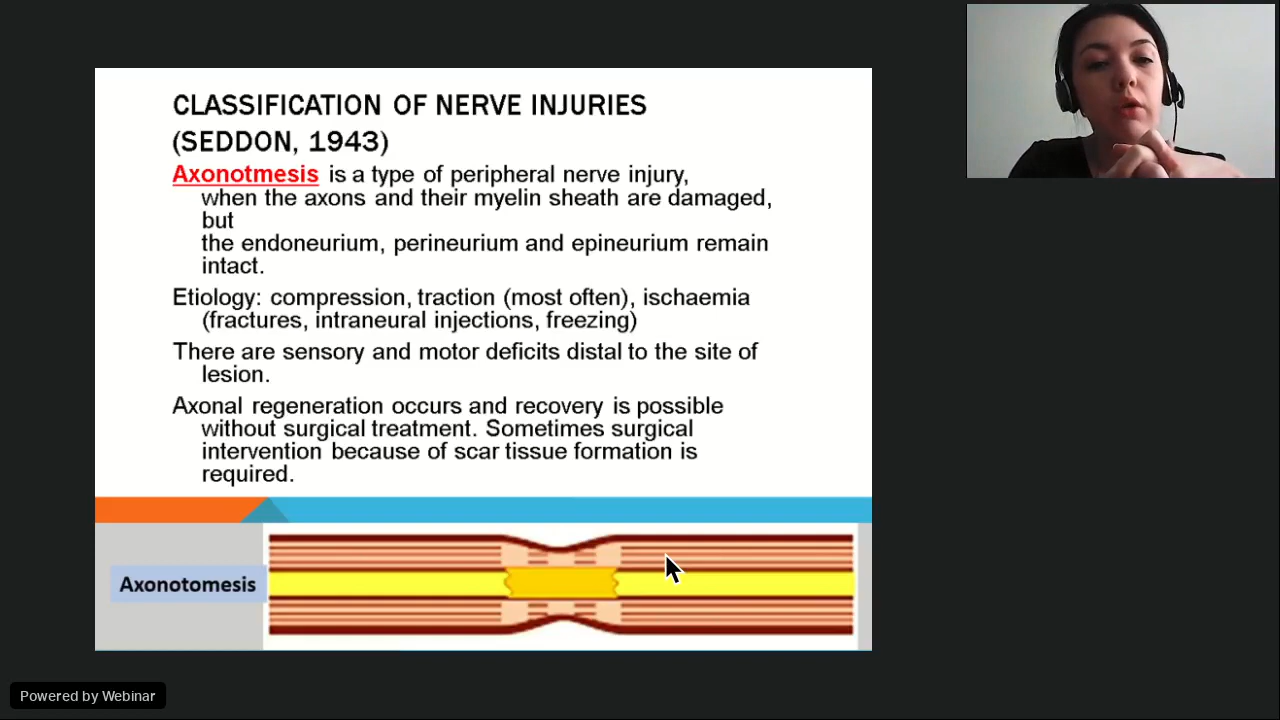 CLASSIFICATION OF NERVE INJURIES
(SEDDON, 1943)
Axonotmesis is a type of peripheral nerve injury,
when the axons and their myelin sheath are damaged,
but
the endoneurium, perineurium and epineurium remain
intact.
Etiology: compression, traction (most often), ischaemia
(fractures, intraneural injections, freezing)
There are sensory and motor deficits distal to the site of
lesion.
Axonal regeneration occurs and recovery is possible
without surgical treatment. Sometimes surgical
intervention because of scar tissue formation is
required.
Axonotomesis
Powered by Webinar